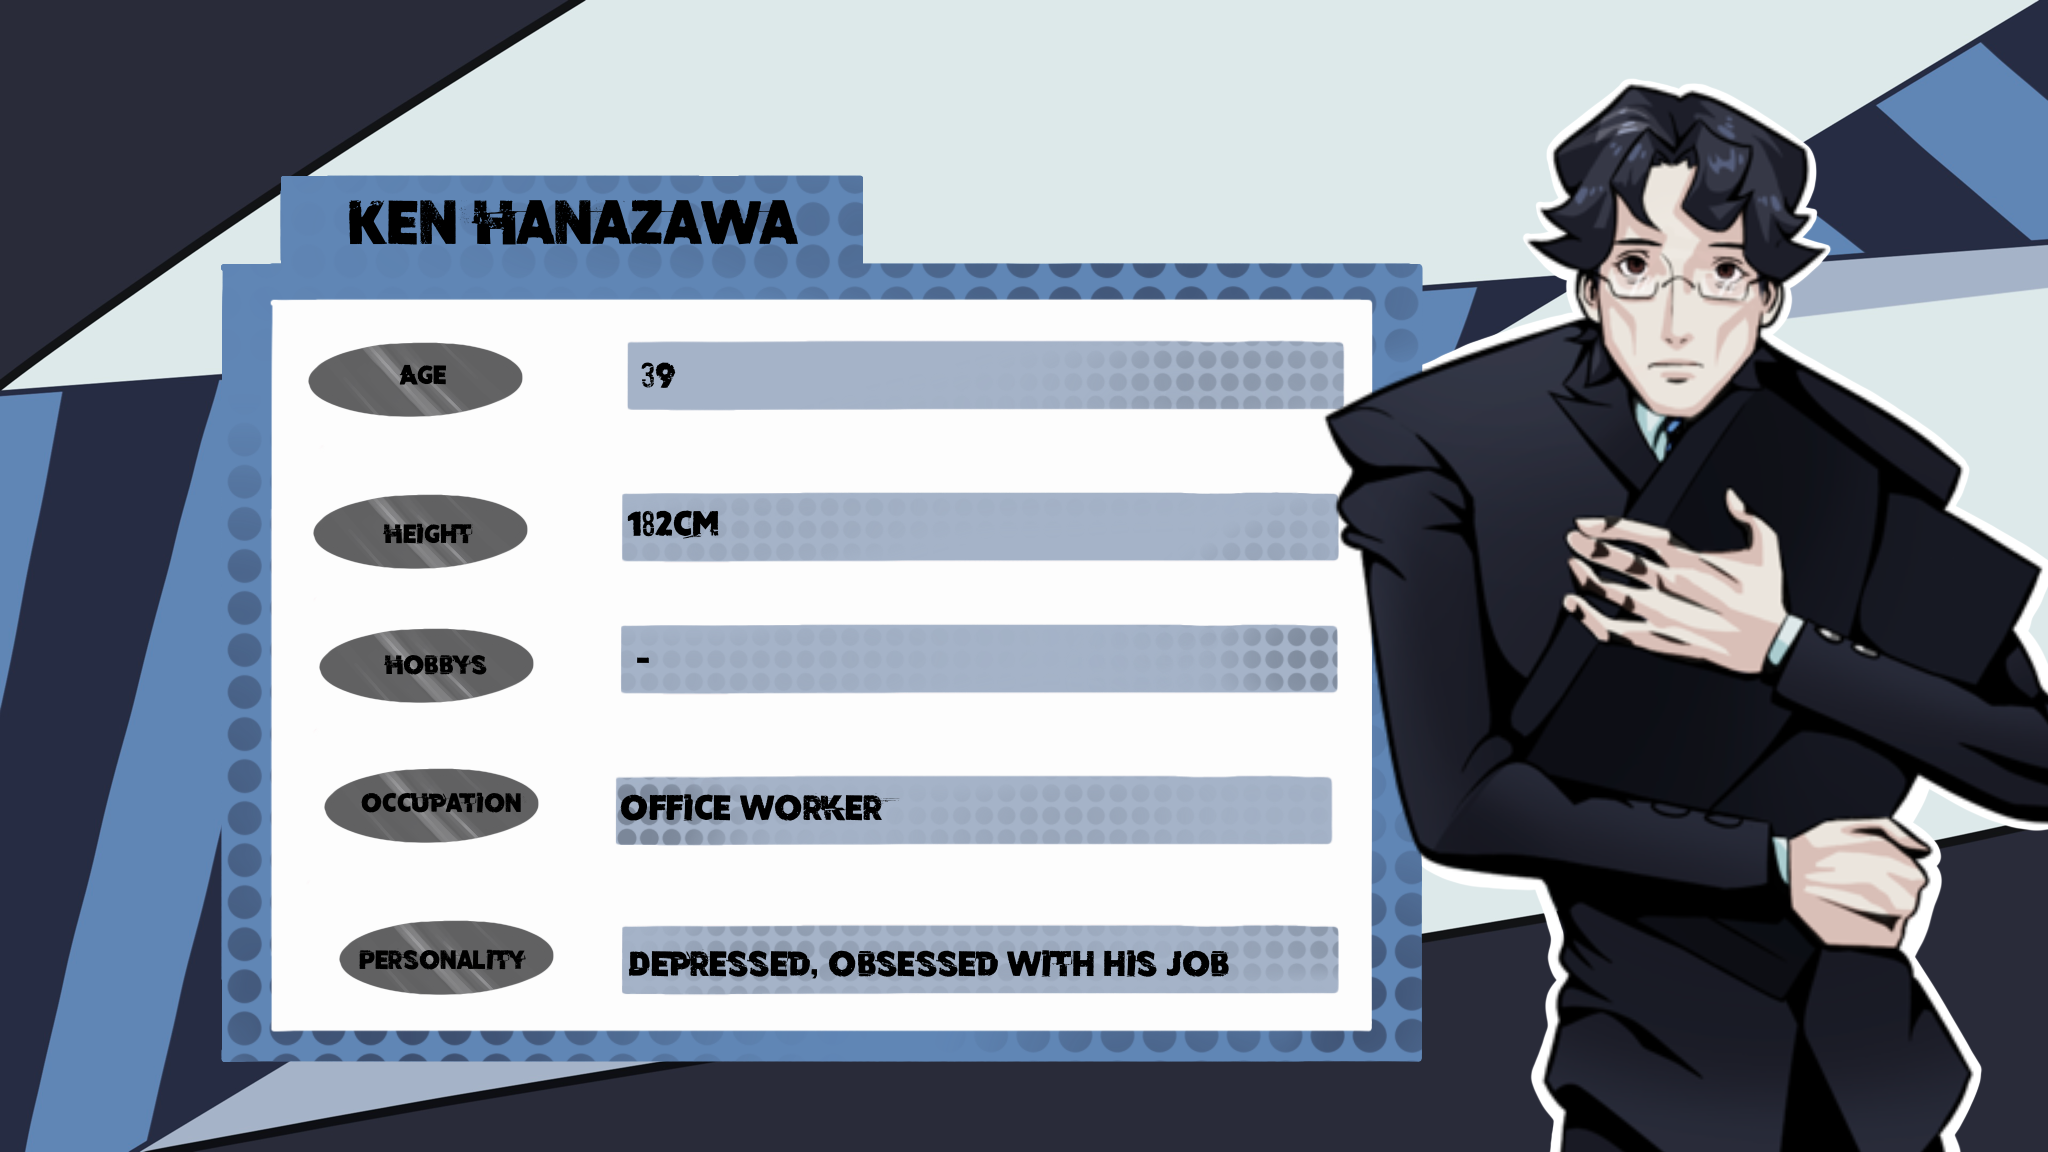 KEN HANAZAWA
AGE
39
HEIGHT
182CM
HOBBYS
-
OCCUPATION
OFFICE WORKER
PERSONALITY
DEPRESSED, OBSESSED WITH HIS JOB